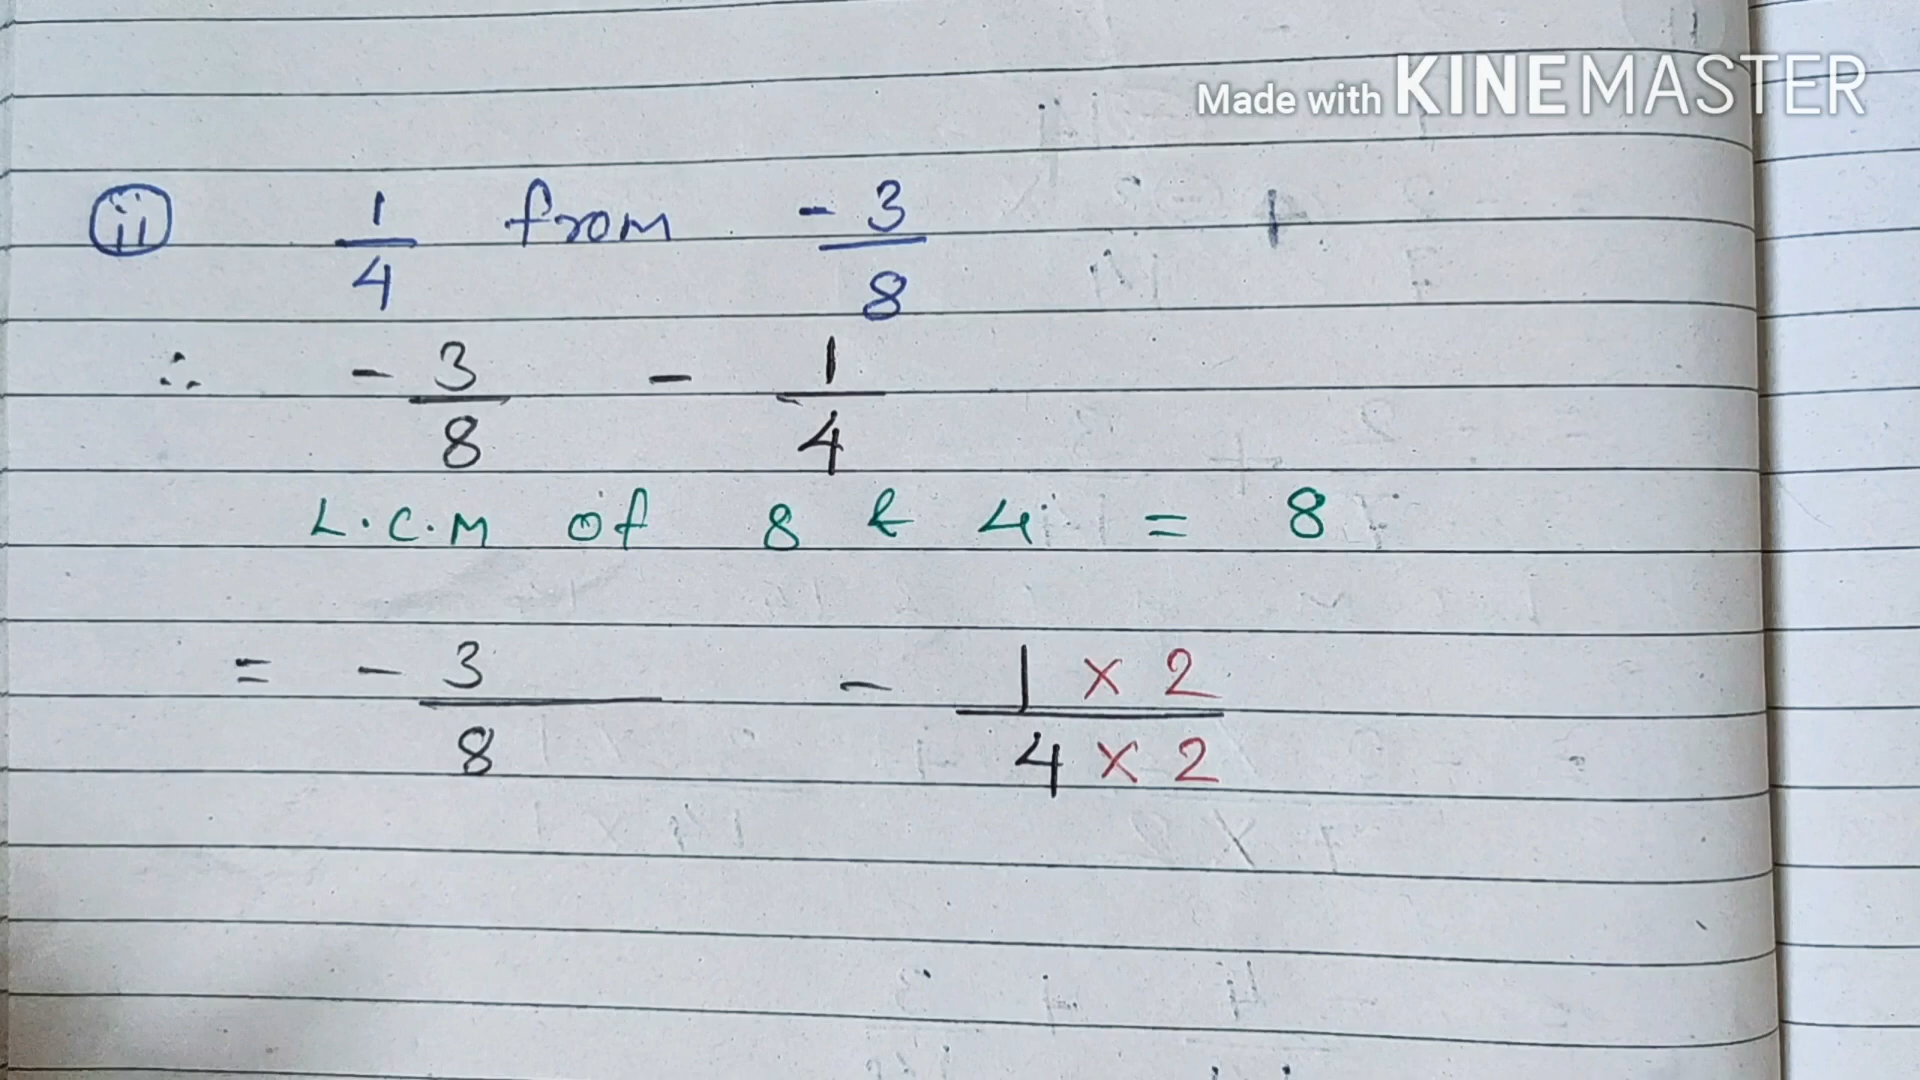 Made with KINEMASTER
ii 1/4 from -3/8
∴ -3/8 - 1/4
L.C.M of 8 & 4 = 8
= -3/8 - 1 × 2/4 × 2